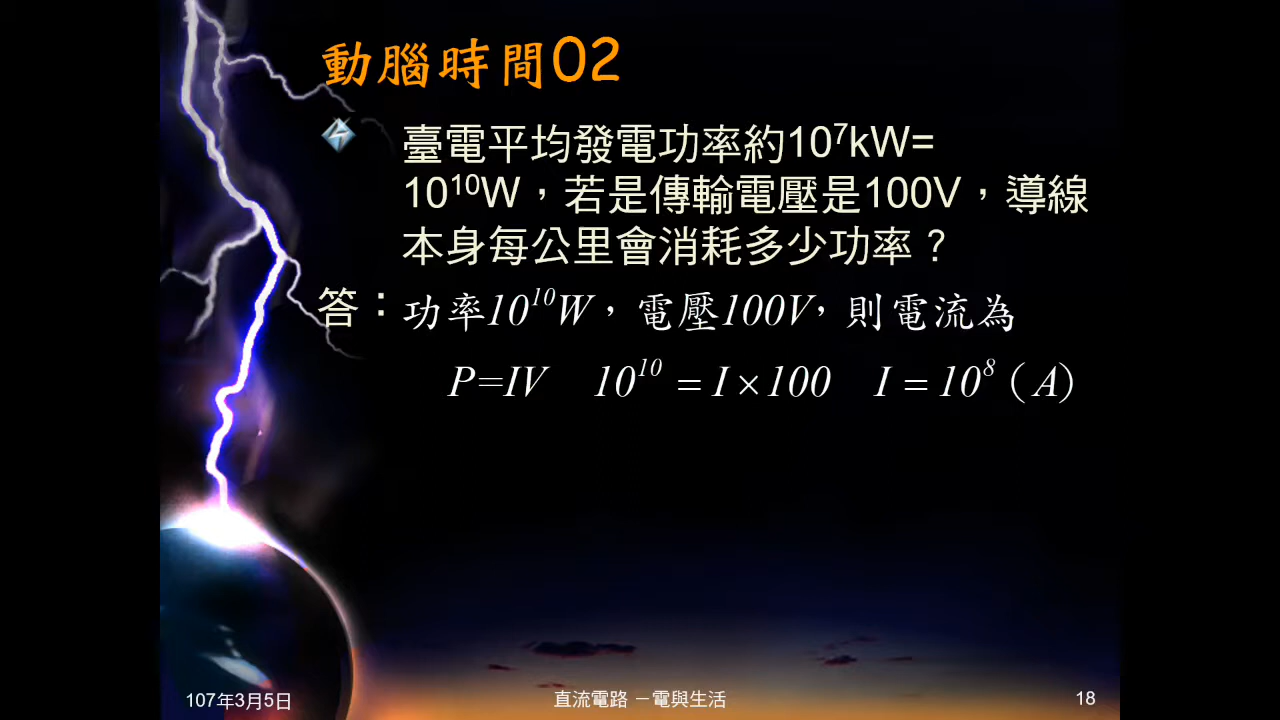 動腦時間02
臺電平均發電功率約10⁷kW=
10¹⁰W，若是傳輸電壓是100V，導線
本身每公里會消耗多少功率？
答：功率10¹⁰W，電壓100V，則電流為
P=IV 10¹⁰ = I×100 I = 10⁸（A）
107年3月5日 直流電路 －電與生活 18